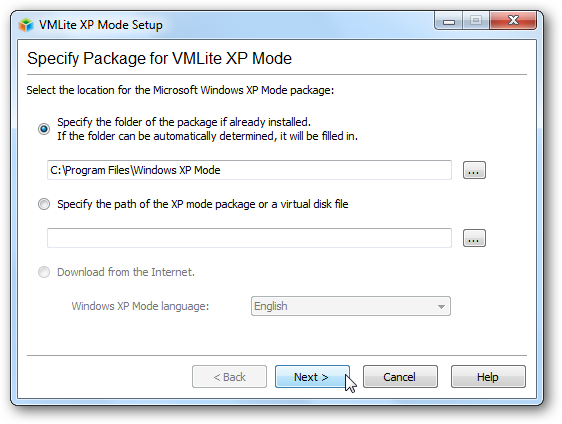 VMLite XP Mode Setup
Specify Package for VMLite XP Mode
Select the location for the Microsoft Windows XP Mode package:
Specify the folder of the package if already installed.
If the folder can be automatically determined, it will be filled in.
C:\Program Files\Windows XP Mode
...
Specify the path of the XP mode package or a virtual disk file
...
Download from the Internet.
Windows XP Mode language:
English
< Back
Next >
Cancel
Help